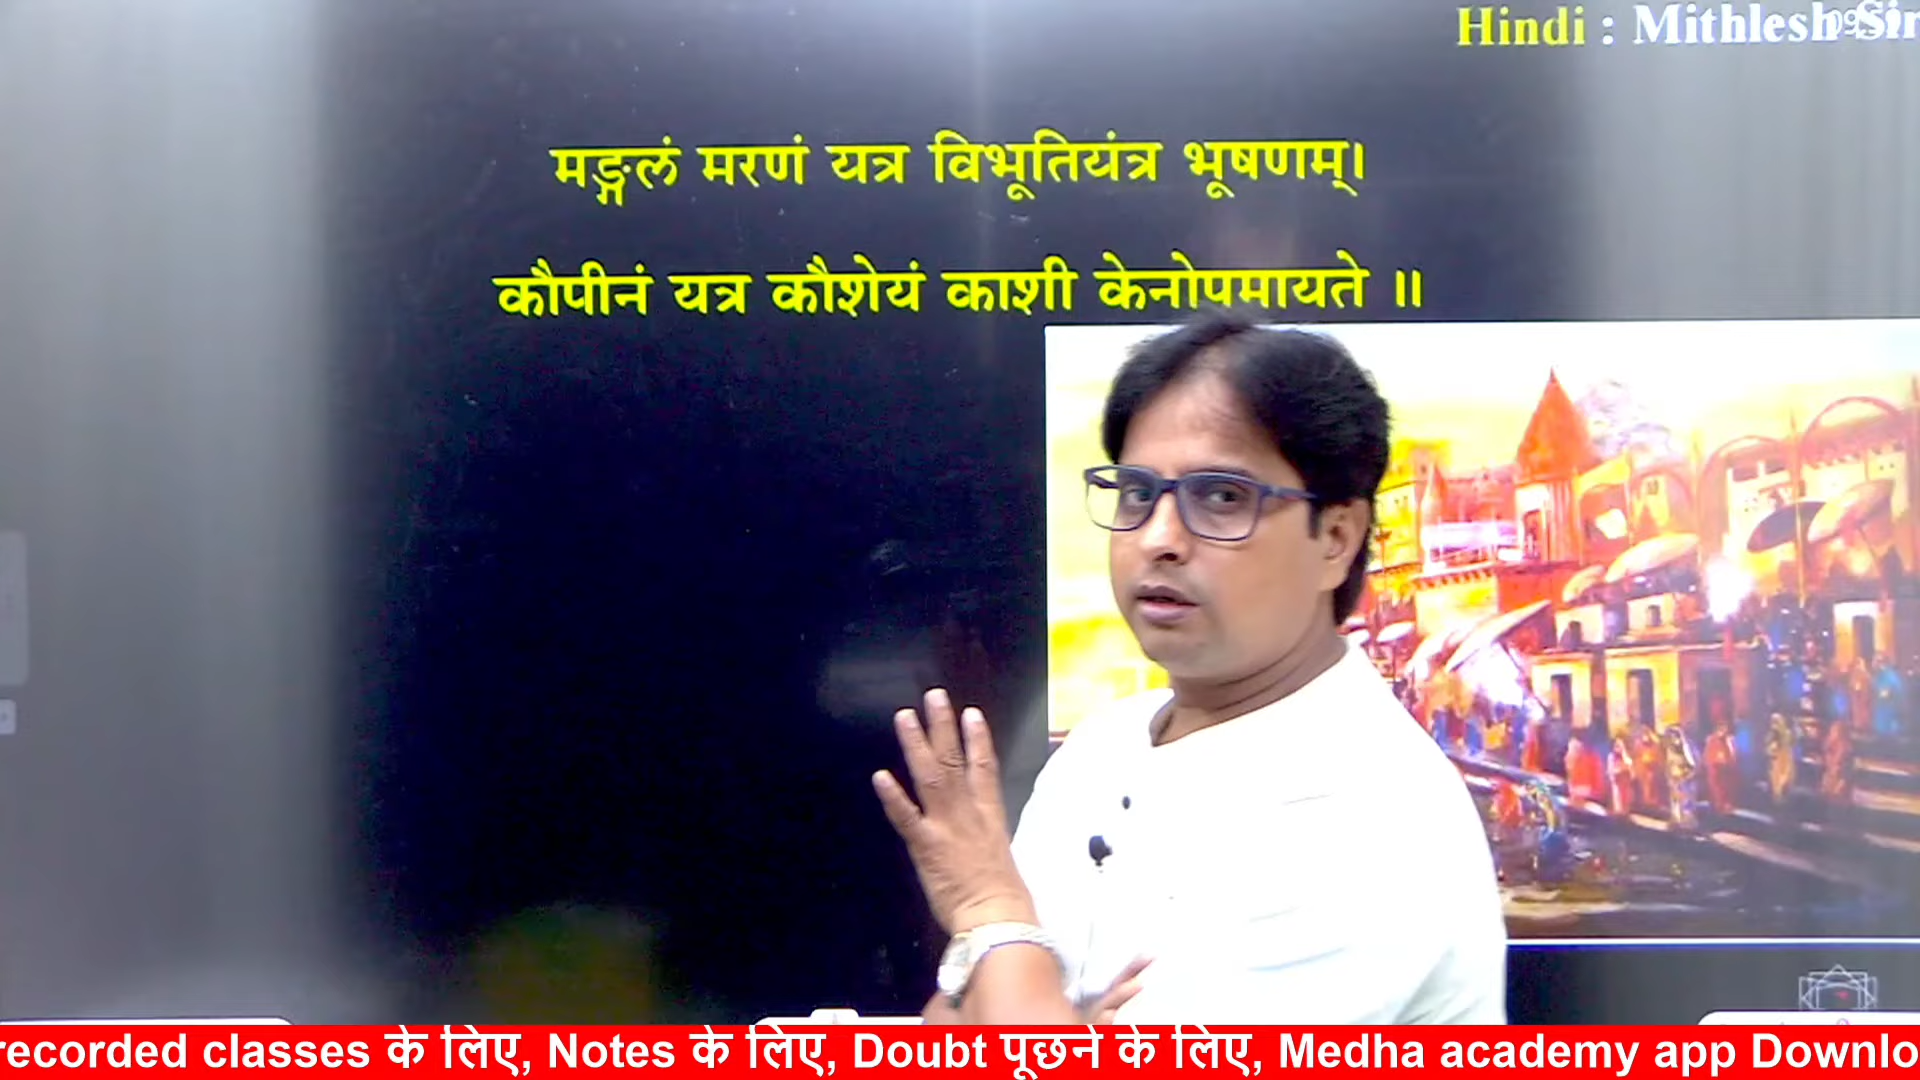 Hindi : Mithlesh Sir
मङ्गलं मरणं यत्र विभूतियंत्र भूषणम्।
कौपीनं यत्र कौशेयं काशी केनोपमायते ॥
recorded classes के लिए, Notes के लिए, Doubt पूछने के लिए, Medha academy app Downlo